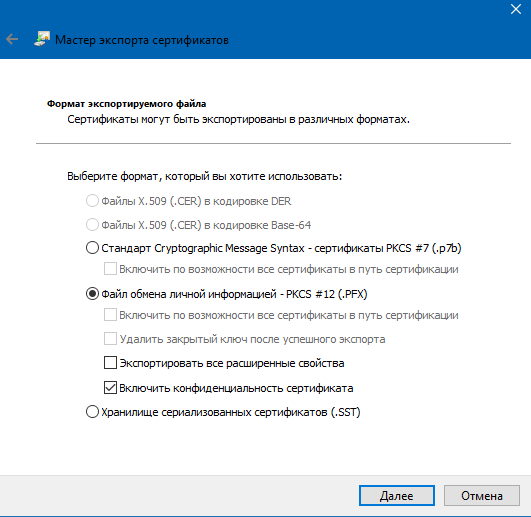 Мастер экспорта сертификатов
Формат экспортируемого файла
Сертификаты могут быть экспортированы в различных форматах.
Выберите формат, который вы хотите использовать:
Файлы X.509 (.CER) в кодировке DER
Файлы X.509 (.CER) в кодировке Base-64
Стандарт Cryptographic Message Syntax - сертификаты PKCS #7 (.p7b)
Включить по возможности все сертификаты в путь сертификации
Файл обмена личной информацией - PKCS #12 (.PFX)
Включить по возможности все сертификаты в путь сертификации
Удалить закрытый ключ после успешного экспорта
Экспортировать все расширенные свойства
Включить конфиденциальность сертификата
Хранилище сериализованных сертификатов (.SST)
Далее
Отмена